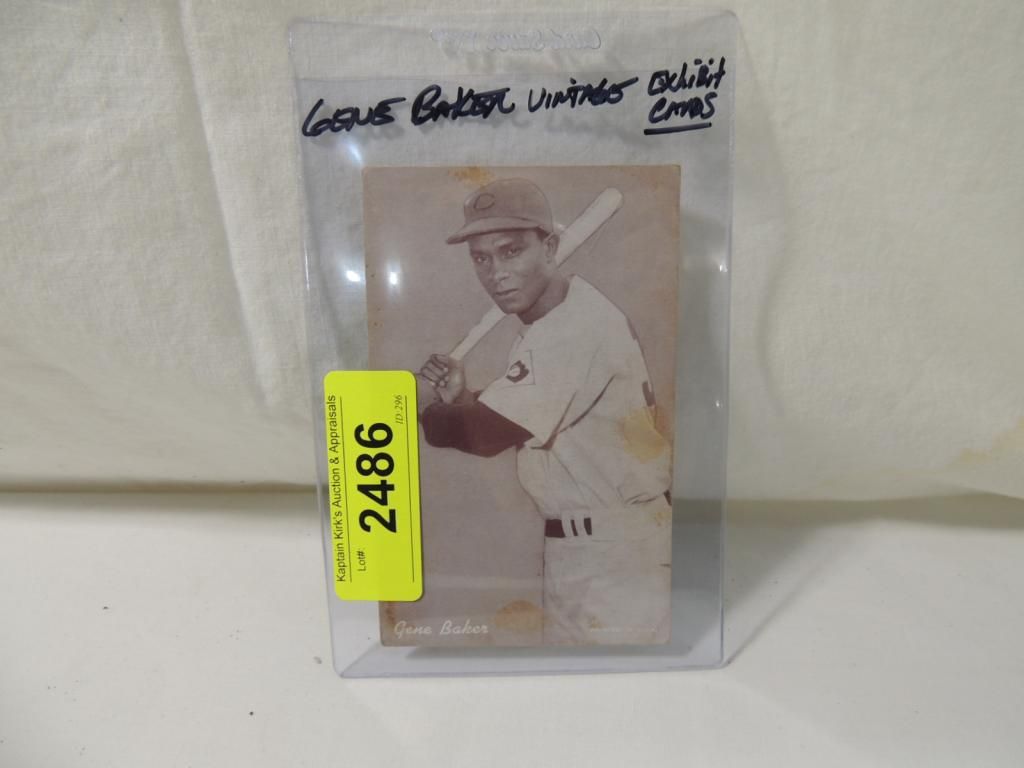 GENE BAKER VINTAGE EXHIBIT
CARDS
C
Kaptain Kirk's Auction & Appraisals
Lot#: 2486
ID:296
Gene Baker